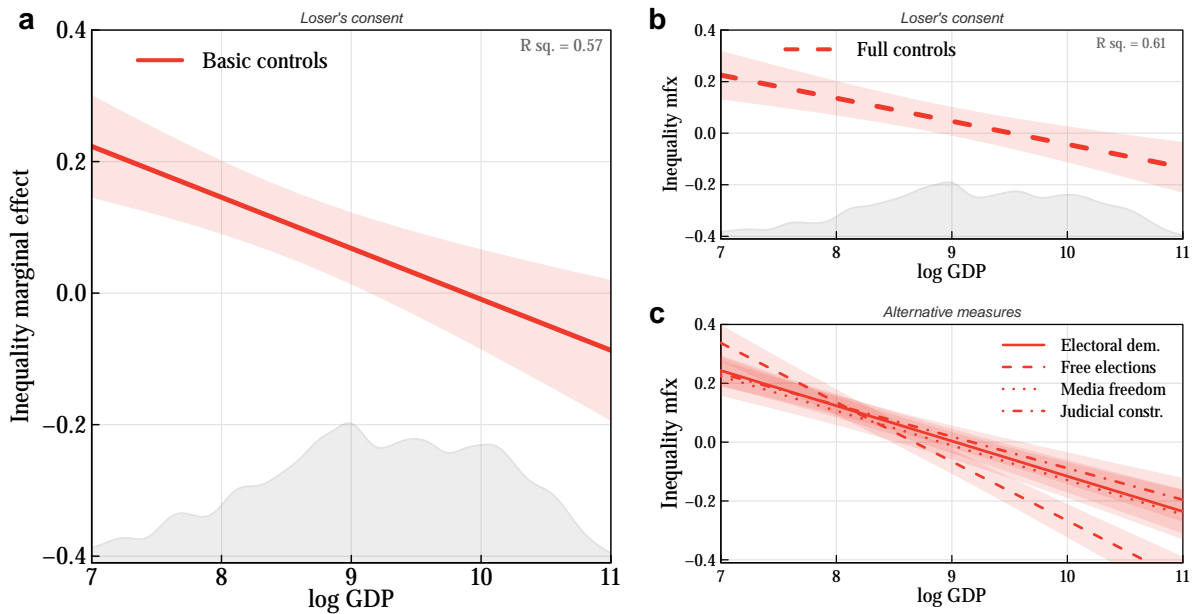 a
Loser's consent
R sq. = 0.57
Basic controls
Inequality marginal effect
0.4
0.2
0.0
−0.2
−0.4
7 8 9 10 11
log GDP
b
Loser's consent
R sq. = 0.61
Full controls
Inequality mfx
0.4
0.2
0.0
−0.2
−0.4
7 8 9 10 11
log GDP
c
Alternative measures
Electoral dem.
Free elections
Media freedom
Judicial constr.
Inequality mfx
0.4
0.2
0.0
−0.2
−0.4
7 8 9 10 11
log GDP